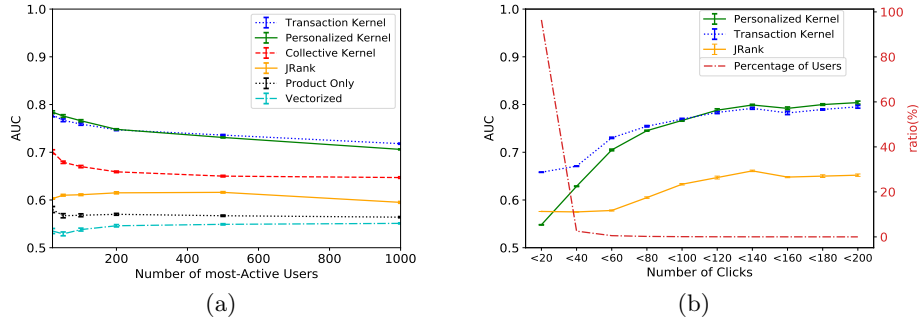 1.0
0.9
0.8
0.7
0.6
0.5
AUC
200
400
600
800
1000
Number of most-Active Users
Transaction Kernel
Personalized Kernel
Collective Kernel
JRank
Product Only
Vectorized
(a)
1.0
0.9
0.8
0.7
0.6
0.5
AUC
<20 <40 <60 <80 <100 <120 <140 <160 <180 <200
Number of Clicks
Personalized Kernel
Transaction Kernel
JRank
Percentage of Users
100
80
60
40
20
0
ratio(%)
(b)